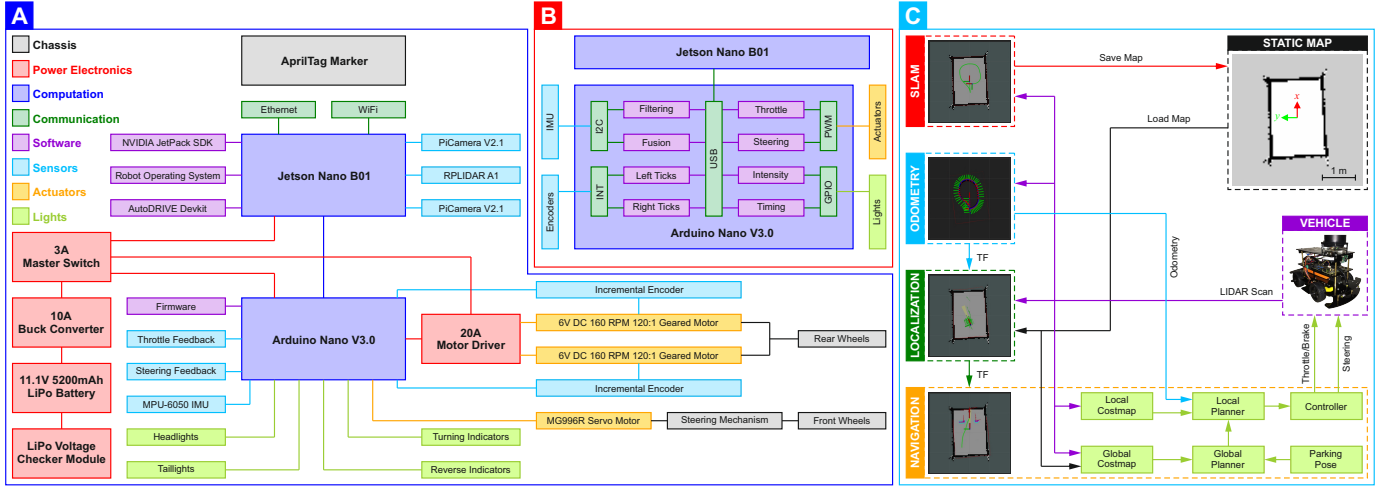 A
Chassis
Power Electronics
Computation
Communication
Software
Sensors
Actuators
Lights
AprilTag Marker
Ethernet
WiFi
NVIDIA JetPack SDK
Robot Operating System
AutoDRIVE Devkit
Jetson Nano B01
PiCamera V2.1
RPLIDAR A1
PiCamera V2.1
3A
Master Switch
10A
Buck Converter
11.1V 5200mAh
LiPo Battery
LiPo Voltage
Checker Module
Firmware
Throttle Feedback
Steering Feedback
MPU-6050 IMU
Headlights
Taillights
Arduino Nano V3.0
20A
Motor Driver
Turning Indicators
Reverse Indicators
Incremental Encoder
6V DC 160 RPM 120:1 Geared Motor
6V DC 160 RPM 120:1 Geared Motor
Incremental Encoder
Rear Wheels
MG996R Servo Motor
Steering Mechanism
Front Wheels
B
Jetson Nano B01
IMU
Encoders
I2C
INT
Filtering
Fusion
Left Ticks
Right Ticks
USB
Throttle
Steering
Intensity
Timing
PWM
GPIO
Actuators
Lights
Arduino Nano V3.0
C
SLAM
Save Map
STATIC MAP
x
y
1 m
Load Map
ODOMETRY
TF
Odometry
VEHICLE
LIDAR Scan
LOCALIZATION
TF
Throttle/Brake
Steering
NAVIGATION
Local
Costmap
Local
Planner
Controller
Global
Costmap
Global
Planner
Parking
Pose